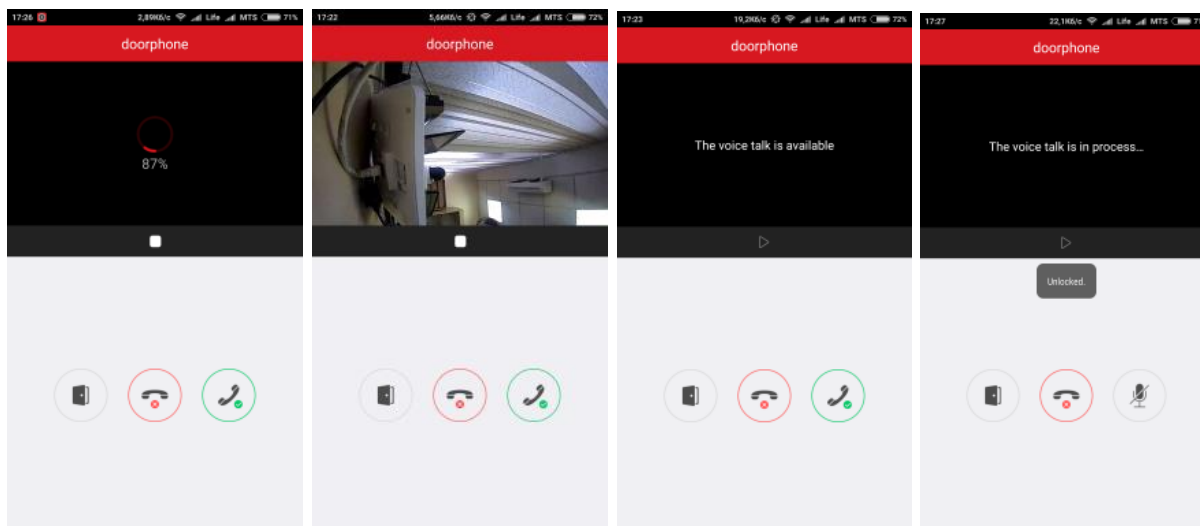 17:26 2,89КБ/с Life MTS 71%
doorphone
87%
17:22 5,66КБ/с Life MTS 72%
doorphone
17:23 19,2КБ/с Life MTS 72%
doorphone
The voice talk is available
17:27 22,1КБ/с Life MTS 7
doorphone
The voice talk is in process...
Unlocked.